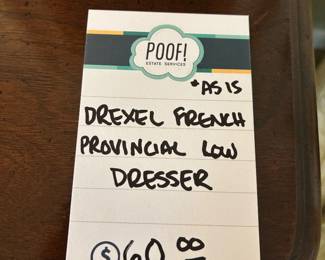 POOF!
ESTATE SERVICES
*AS IS
DREXEL FRENCH
PROVINCIAL LOW
DRESSER
$60.00